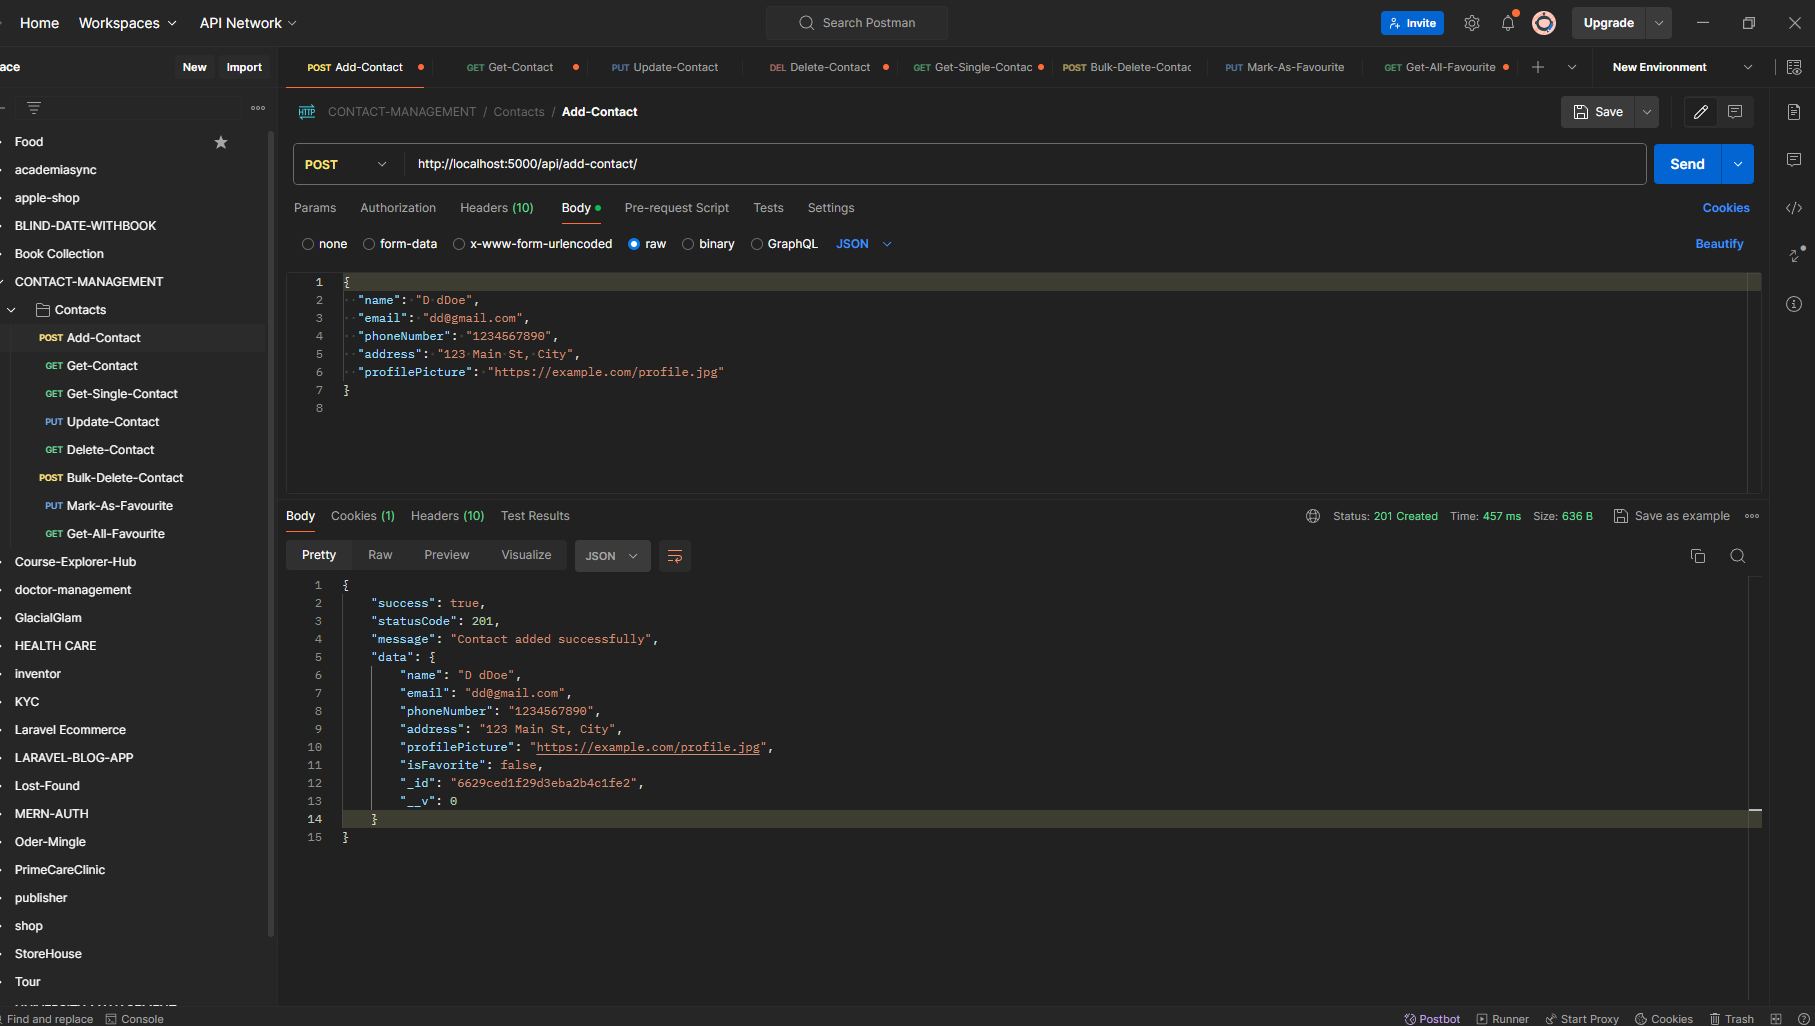 Home Workspaces API Network Search Postman Invite Upgrade
ace New Import
POST Add-Contact GET Get-Contact PUT Update-Contact DEL Delete-Contact GET Get-Single-Contac POST Bulk-Delete-Contac PUT Mark-As-Favourite GET Get-All-Favourite New Environment
HTTP CONTACT-MANAGEMENT / Contacts / Add-Contact Save
POST http://localhost:5000/api/add-contact/ Send
Params Authorization Headers (10) Body Pre-request Script Tests Settings Cookies
none form-data x-www-form-urlencoded raw binary GraphQL JSON Beautify
1 {
2 "name": "D dDoe",
3 "email": "dd@gmail.com",
4 "phoneNumber": "1234567890",
5 "address": "123 Main St, City",
6 "profilePicture": "https://example.com/profile.jpg"
7 }
8
Food
academiasync
apple-shop
BLIND-DATE-WITHBOOK
Book Collection
CONTACT-MANAGEMENT
Contacts
POST Add-Contact
GET Get-Contact
GET Get-Single-Contact
PUT Update-Contact
GET Delete-Contact
POST Bulk-Delete-Contact
PUT Mark-As-Favourite
GET Get-All-Favourite
Course-Explorer-Hub
doctor-management
GlacialGlam
HEALTH CARE
inventor
KYC
Laravel Ecommerce
LARAVEL-BLOG-APP
Lost-Found
MERN-AUTH
Oder-Mingle
PrimeCareClinic
publisher
shop
StoreHouse
Tour
Body Cookies (1) Headers (10) Test Results Status: 201 Created Time: 457 ms Size: 636 B Save as example
Pretty Raw Preview Visualize JSON
1 {
2 "success": true,
3 "statusCode": 201,
4 "message": "Contact added successfully",
5 "data": {
6 "name": "D dDoe",
7 "email": "dd@gmail.com",
8 "phoneNumber": "1234567890",
9 "address": "123 Main St, City",
10 "profilePicture": "https://example.com/profile.jpg",
11 "isFavorite": false,
12 "_id": "6629ced1f29d3eba2b4c1fe2",
13 "__v": 0
14 }
15 }
Find and replace Console Postbot Runner Start Proxy Cookies Trash